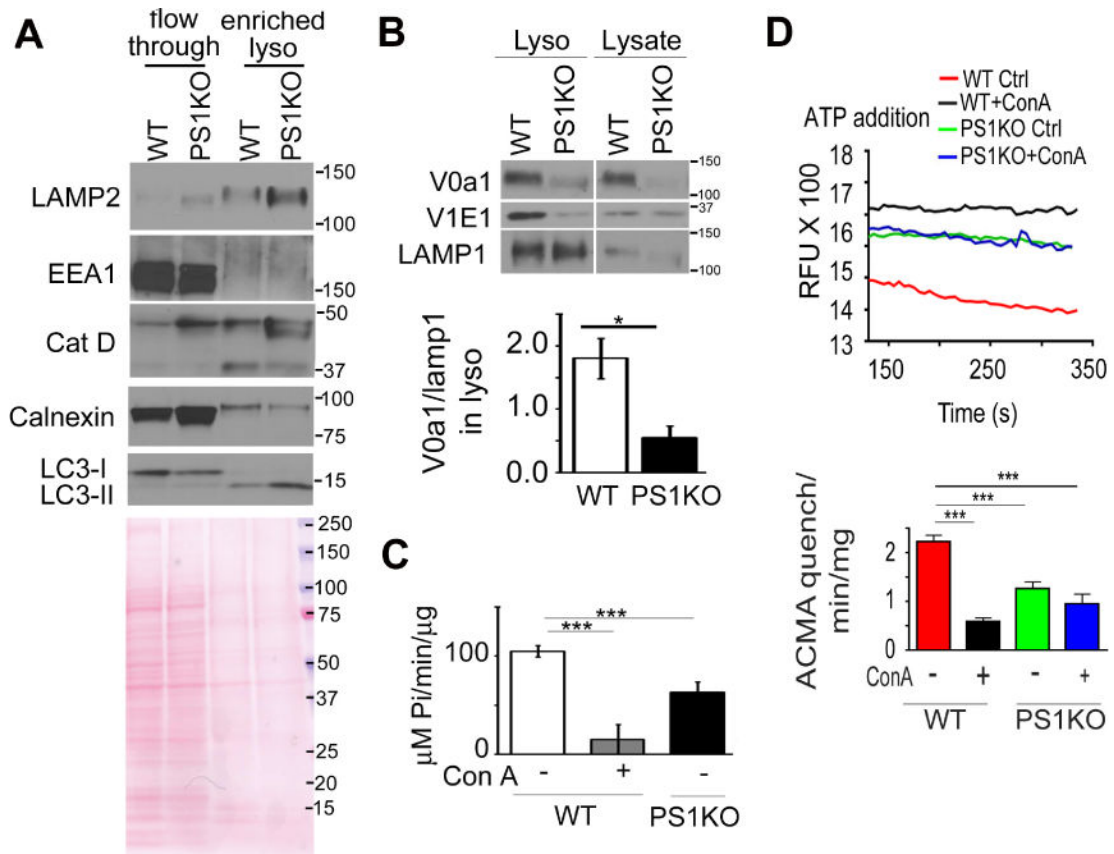 A
flow through
enriched lyso
WT
PS1KO
WT
PS1KO
LAMP2
-150
100-
EEA1
150-
Cat D
-50
-37
Calnexin
-100
75-
LC3-I
LC3-II
-15
-250
-150
-100
-75
-50
-37
-25
-20
-15
B
Lyso
Lysate
WT
PS1KO
WT
PS1KO
V0a1
-150
-100
V1E1
-37
LAMP1
-150
-100
V0a1/lamp1
in lyso
2.0
1.0
0.0
*
WT
PS1KO
C
μM Pi/min/μg
100
0
***
***
Con A
-
+
-
WT
PS1KO
D
WT Ctrl
WT+ConA
PS1KO Ctrl
PS1KO+ConA
ATP addition
RFU X 100
18
17
16
15
14
13
150
250
350
Time (s)
ACMA quench/
min/mg
2
1
0
***
***
***
ConA
-
+
-
+
WT
PS1KO